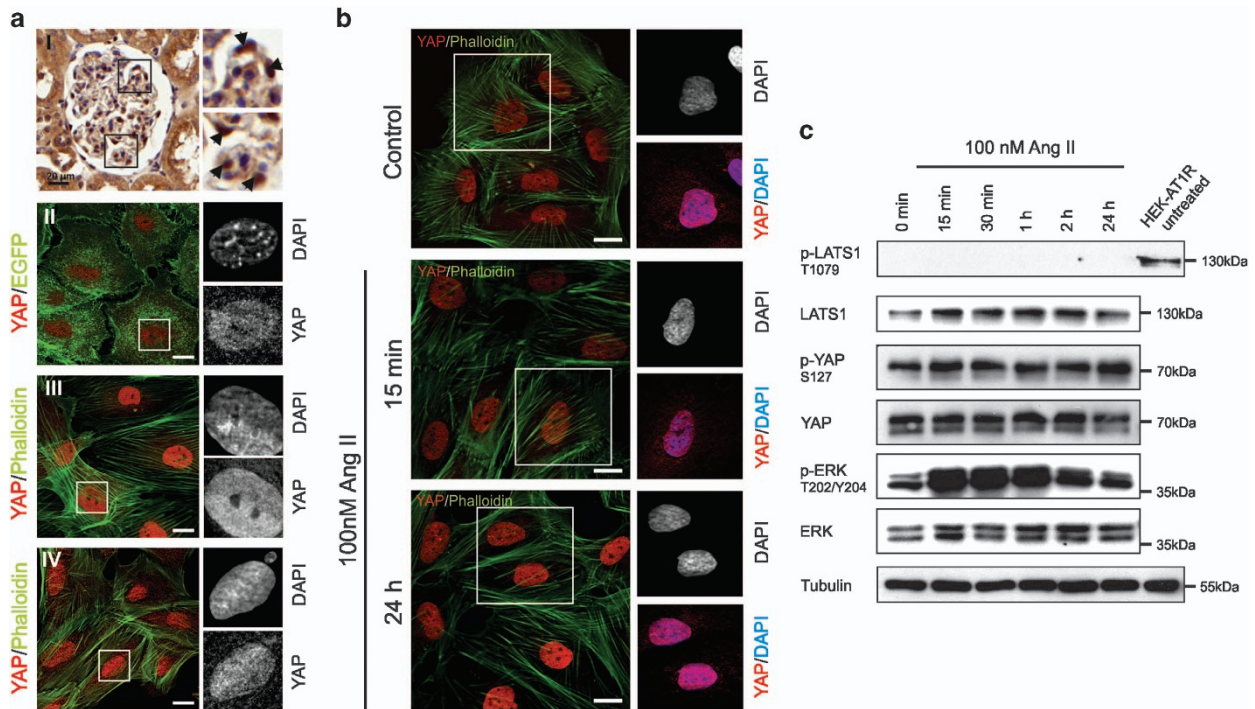 a
I
20 µm
II
YAP/EGFP
DAPI
YAP
III
YAP/Phalloidin
DAPI
YAP
IV
YAP/Phalloidin
DAPI
YAP
b
Control
YAP/Phalloidin
DAPI
YAP/DAPI
100nM Ang II
15 min
YAP/Phalloidin
DAPI
YAP/DAPI
24 h
YAP/Phalloidin
DAPI
YAP/DAPI
c
100 nM Ang II
0 min
15 min
30 min
1 h
2 h
24 h
HEK-AT1R
untreated
p-LATS1
T1079
130kDa
LATS1
130kDa
p-YAP
S127
70kDa
YAP
70kDa
p-ERK
T202/Y204
35kDa
ERK
35kDa
Tubulin
55kDa